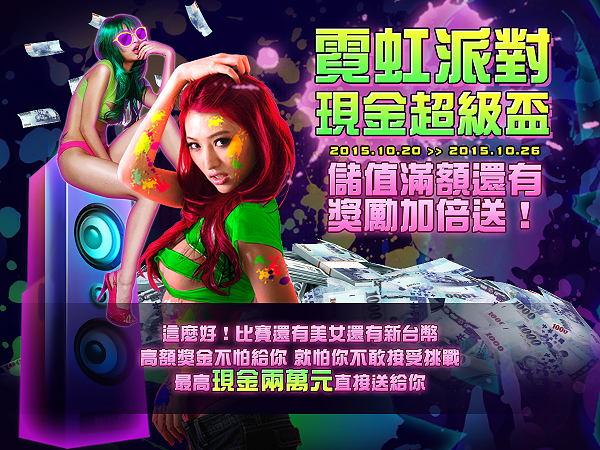 霓虹派對
現金超級盃
2015.10.20 >> 2015.10.26
儲值滿額還有
獎勵加倍送！
這麼好！比賽還有美女還有新台幣
高額獎金不怕給你 就怕你不敢接受挑戰
最高現金兩萬元直接送給你